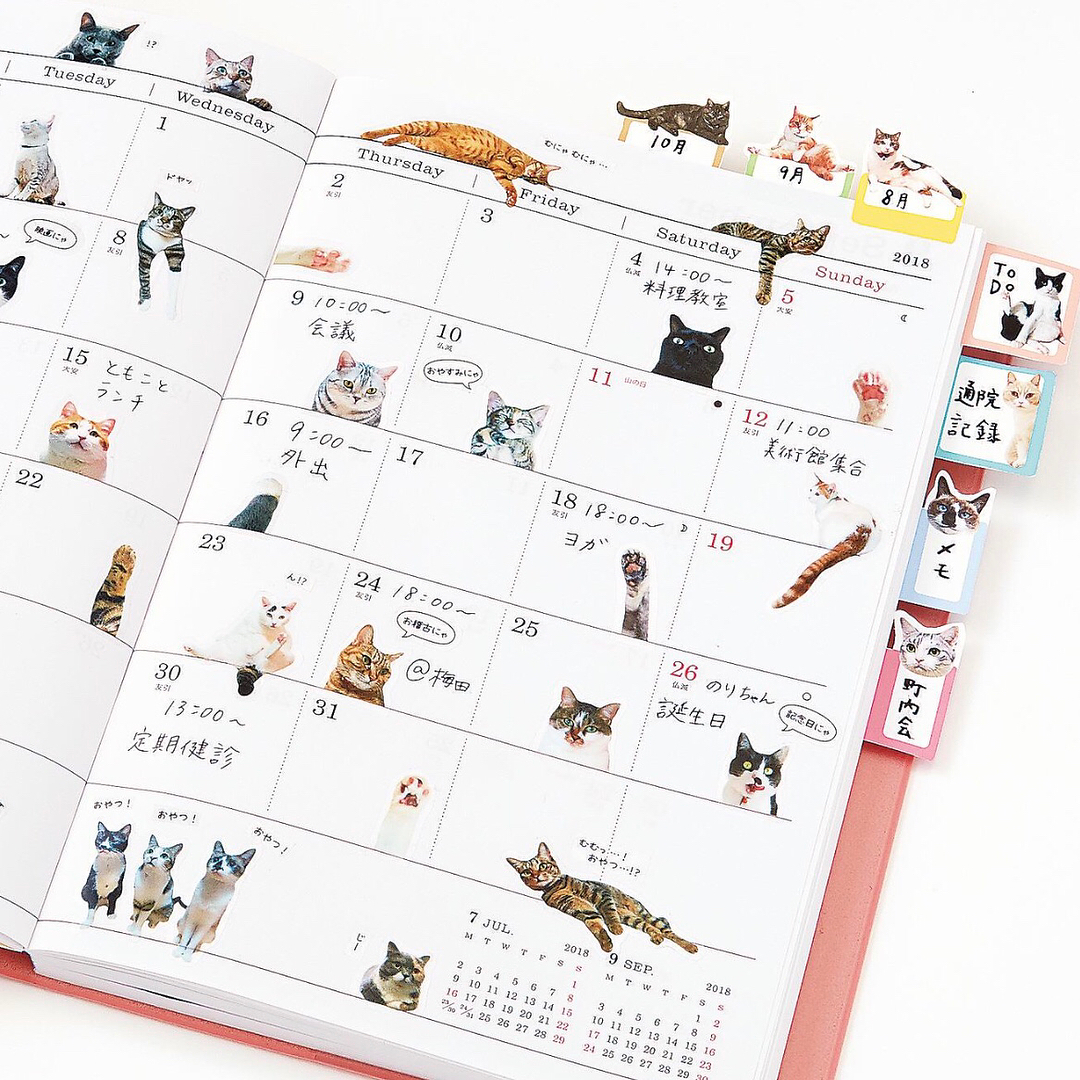 !?
Tuesday
Wednesday
Thursday
Friday
Saturday
Sunday
2018
むにゃむにゃ…
10月
9月
8月
To
Do
通院
記録
メ
モ
町
内
会
1
ドヤッ
2
友引
3
4
仏滅
14:00〜
料理教室
5
大安
映画にゃ
8
友引
9
10:00〜
会議
10
仏滅
おやすみにゃ
11
山の日
12
友引
11:00
美術館集合
15
大安
ともこと
ランチ
16
9:00〜
外出
17
18
友引
18:00〜
ヨガ
19
22
23
ん!?
24
友引
18:00〜
お稽古にゃ
@梅田
25
26
仏滅
のりちゃん
誕生日
記念日にゃ
30
友引
13:00〜
定期健診
31
おやつ!
おやつ!
おやつ!
むむっ…!
おやつ…!?
じー
7 JUL.
2018
M T W T F S S
1
2 3 4 5 6 7 8
9 10 11 12 13 14 15
16 17 18 19 20 21 22
23/30 24/31 25 26 27 28 29
9 SEP.
2018
M T W T F S S
1 2
3 4 5 6 7 8 9
10 11 12 13 14 15 16
17 18 19 20 21 22 23
24 25 26 27 28 29 30